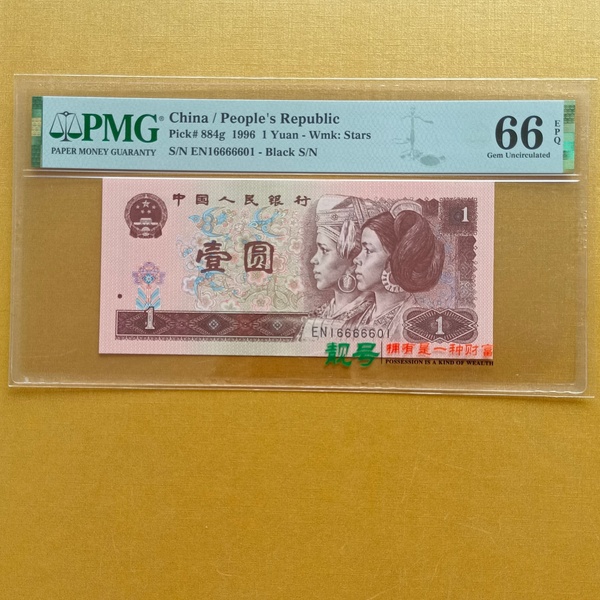 PMG
PAPER MONEY GUARANTY
China / People's Republic
Pick# 884g 1996 1 Yuan - Wmk: Stars
S/N EN16666601 - Black S/N
66 EPQ
Gem Uncirculated
中国人民银行
1
壹圆
1
EN16666601
1
靓号
拥有是一种财富
POSSESSION IS A KIND OF WEALTH